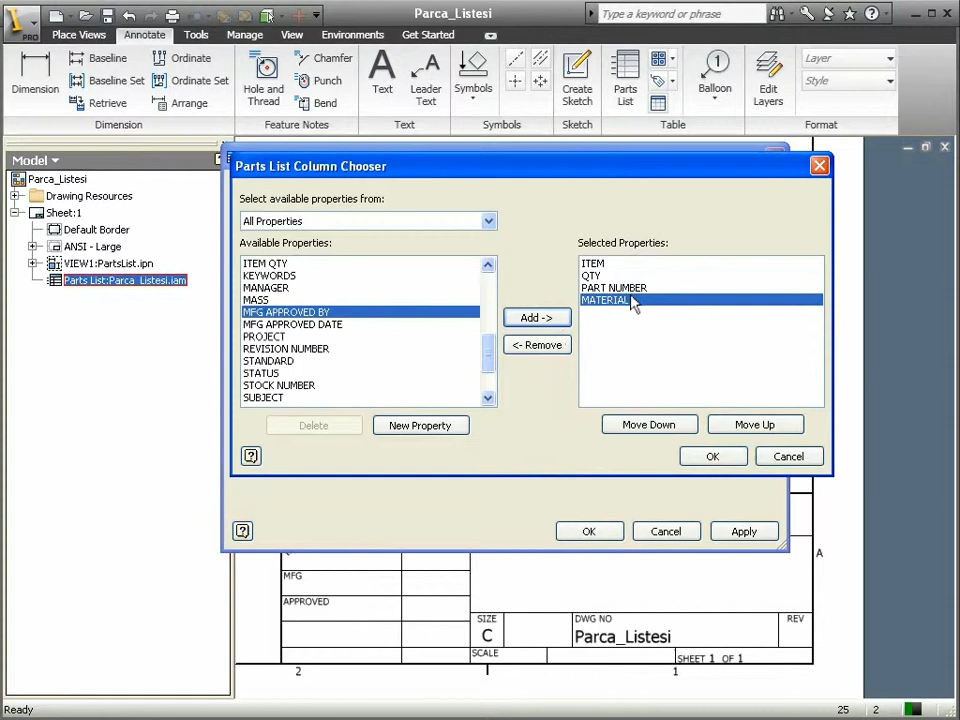 Parca_Listesi
Type a keyword or phrase
PRO
Place Views
Annotate
Tools
Manage
View
Environments
Get Started
Dimension
Baseline
Baseline Set
Retrieve
Ordinate
Ordinate Set
Arrange
Dimension
Hole and Thread
Chamfer
Punch
Bend
Feature Notes
Text
Leader Text
Text
Symbols
Symbols
Create Sketch
Sketch
Parts List
Table
Balloon
Edit Layers
Layer
Style
Format
Model
Parca_Listesi
Drawing Resources
Sheet:1
Default Border
ANSI - Large
VIEW1:PartsList.ipn
Parts List:Parca_Listesi.iam
Parts List Column Chooser
Select available properties from:
All Properties
Available Properties:
ITEM QTY
KEYWORDS
MANAGER
MASS
MFG APPROVED BY
MFG APPROVED DATE
PROJECT
REVISION NUMBER
STANDARD
STATUS
STOCK NUMBER
SUBJECT
Add ->
<- Remove
Selected Properties:
ITEM
QTY
PART NUMBER
MATERIAL
Delete
New Property
Move Down
Move Up
OK
Cancel
OK
Cancel
Apply
A
MFG
APPROVED
SIZE
C
DWG NO
Parca_Listesi
REV
SCALE
SHEET 1 OF 1
2
1
Ready
25
2